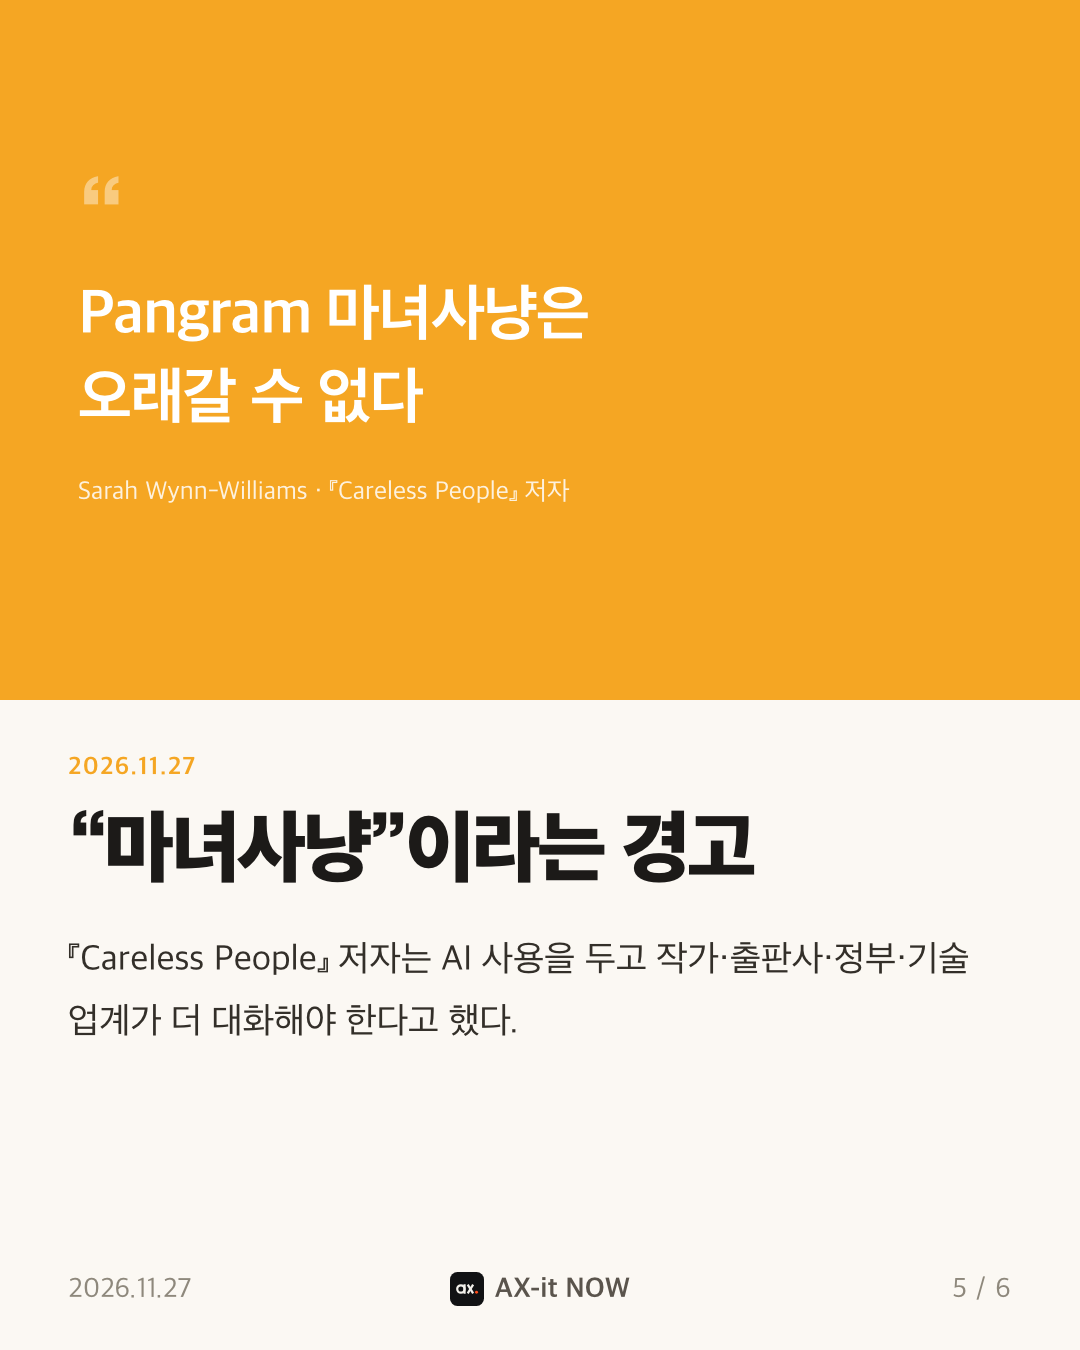 “
Pangram 마녀사냥은
오래갈 수 없다
Sarah Wynn-Williams · 『Careless People』 저자
2026.11.27
“마녀사냥”이라는 경고
『Careless People』 저자는 AI 사용을 두고 작가·출판사·정부·기술
업계가 더 대화해야 한다고 했다.
2026.11.27
ax. AX-it NOW
5 / 6